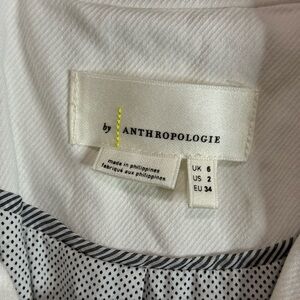 by ANTHROPOLOGIE
made in philippines
fabriqué aux philippines
UK 6
US 2
EU 34